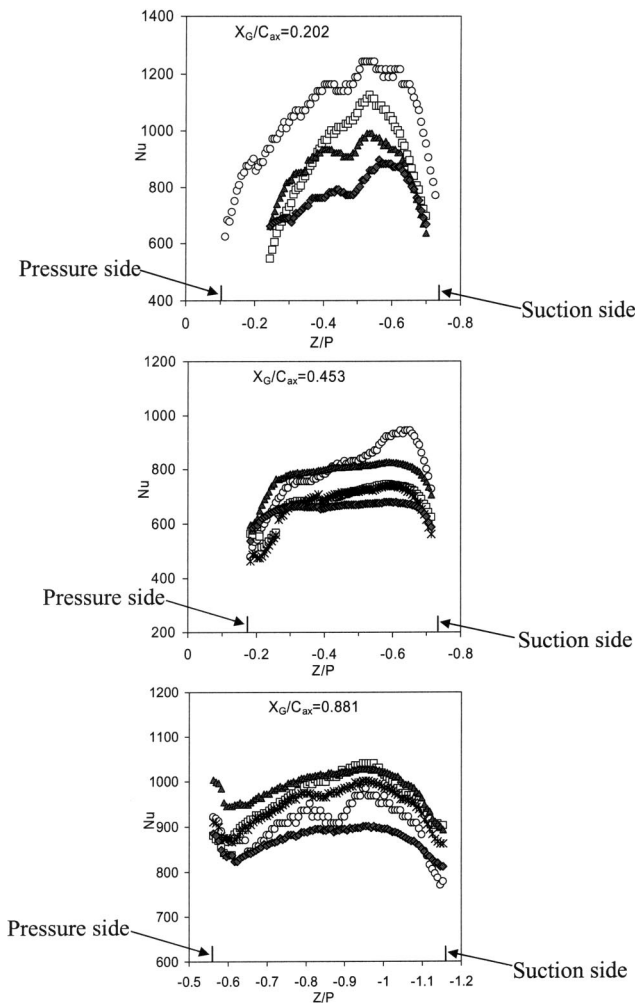 1400
X_G/C_ax=0.202
1200
1000
Nu
800
600
Pressure side
400
Suction side
0 -0.2 -0.4 -0.6 -0.8
Z/P
1200
X_G/C_ax=0.453
1000
Nu
800
600
400
Pressure side
200
Suction side
0 -0.2 -0.4 -0.6 -0.8
Z/P
1200
X_G/C_ax=0.881
1100
1000
Nu
900
800
700
Pressure side
Suction side
600
-0.5 -0.6 -0.7 -0.8 -0.9 -1 -1.1 -1.2
Z/P